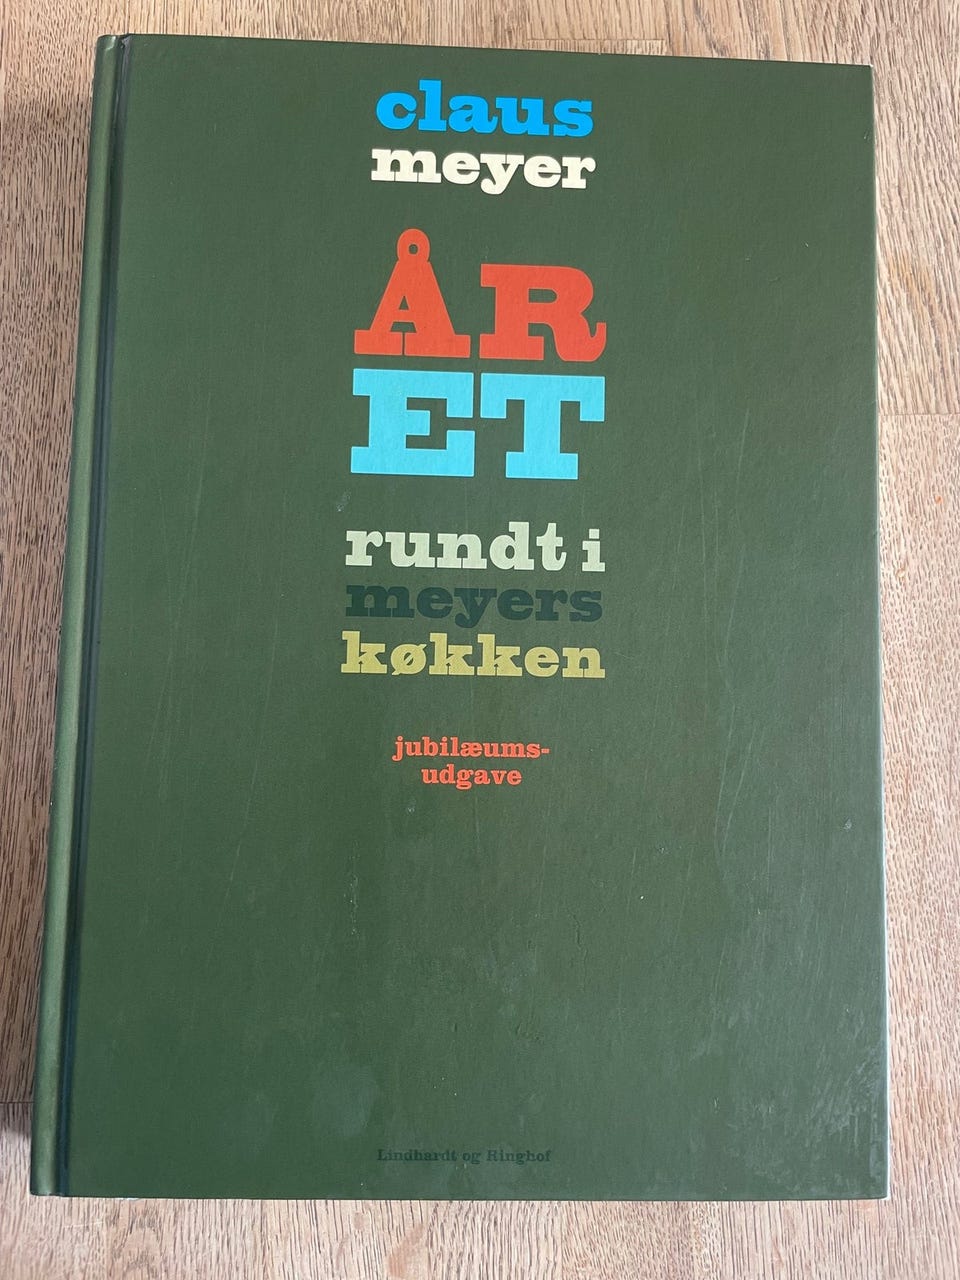 claus
meyer
ÅR
ET
rundt i
meyers
køkken
jubilæums-
udgave
Lindhardt og Ringhof